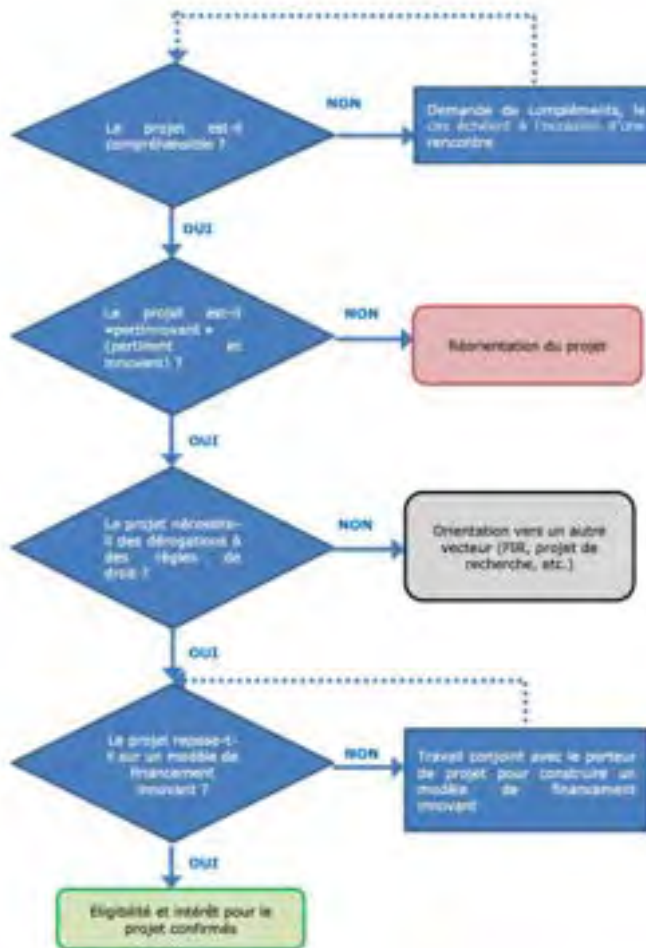 Le projet est-il
compréhensible ?
NON
Demande de compléments, le
cas échéant à l'occasion d'une
rencontre
OUI
Le projet est-il
«pertinnovant »
(pertinent et
innovant) ?
NON
Réorientation du projet
OUI
Le projet nécessite-
il des dérogations à
des règles de
droit ?
NON
Orientation vers un autre
vecteur (FIR, projet de
recherche, etc.)
OUI
Le projet repose-t-
il sur un modèle de
financement
innovant ?
NON
Travail conjoint avec le porteur
de projet pour construire un
modèle de financement
innovant
OUI
Eligibilité et intérêt pour le
projet confirmés